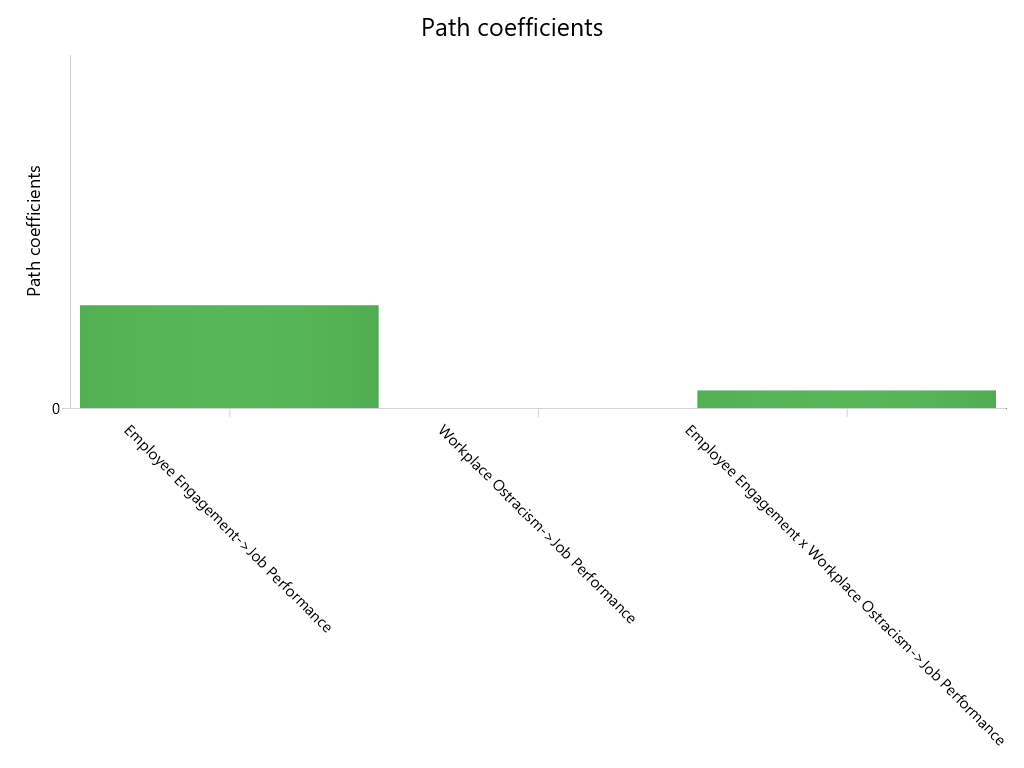 Path coefficients
Path coefficients
0
Employee Engagement->Job Performance
Workplace Ostracism->Job Performance
Employee Engagement x Workplace Ostracism->Job Performance